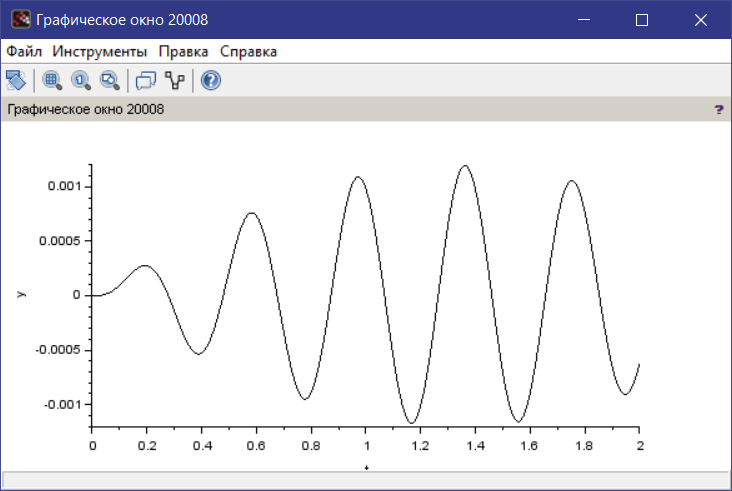 Графическое окно 20008
Файл Инструменты Правка Справка
Графическое окно 20008 ?
0.001
0.0005
y
0
-0.0005
-0.001
0 0.2 0.4 0.6 0.8 1 1.2 1.4 1.6 1.8 2